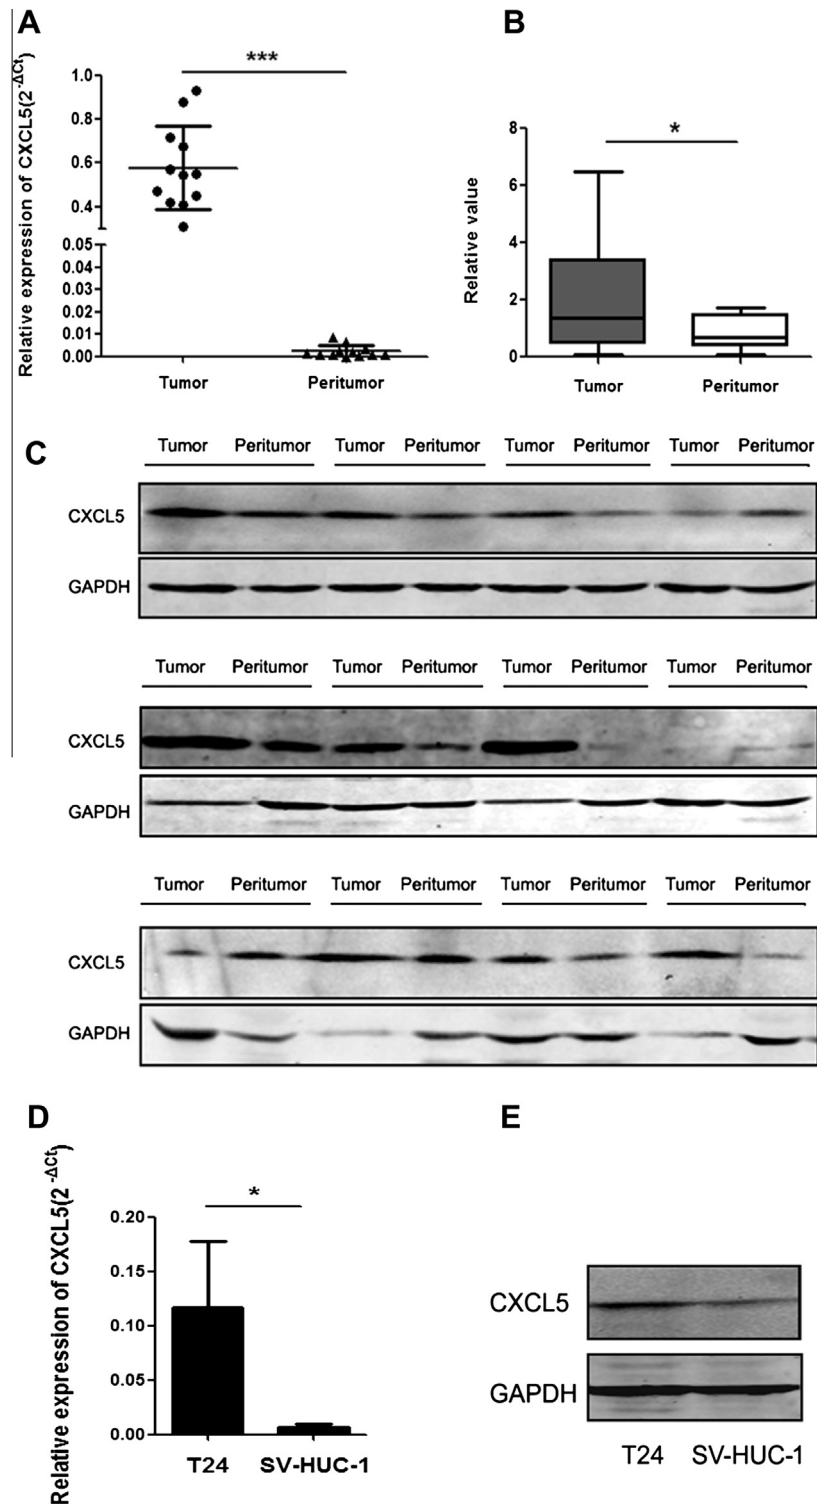 A
Relative expression of CXCL5(2^-ΔCt)
***
1.0
0.8
0.6
0.4
0.05
0.04
0.03
0.02
0.01
0.00
Tumor Peritumor
B
Relative value
*
8
6
4
2
0
Tumor Peritumor
C
Tumor Peritumor Tumor Peritumor Tumor Peritumor Tumor Peritumor
CXCL5
GAPDH
Tumor Peritumor Tumor Peritumor Tumor Peritumor Tumor Peritumor
CXCL5
GAPDH
Tumor Peritumor Tumor Peritumor Tumor Peritumor Tumor Peritumor
CXCL5
GAPDH
D
Relative expression of CXCL5(2^-ΔCt)
*
0.20
0.15
0.10
0.05
0.00
T24 SV-HUC-1
E
CXCL5
GAPDH
T24 SV-HUC-1